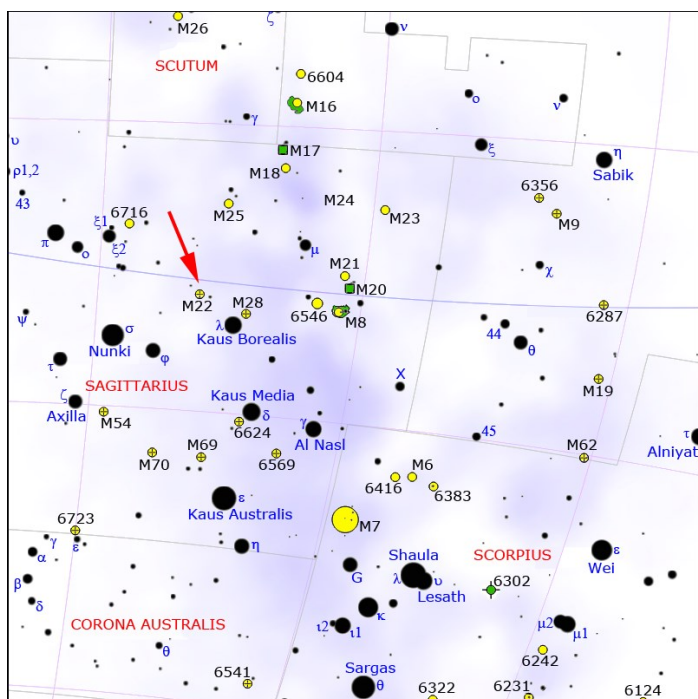 ζ
ν
M26
SCUTUM
6604
ο
ν
M16
γ
ξ
υ
M17
η
ρ1,2
M18
Sabik
43
M24
6356
6716
M25
M23
M9
ξ1
π
ξ2
ο
μ
χ
M21
M20
M22
M28
6546
M8
6287
ψ
λ
44
σ
Kaus Borealis
θ
Nunki
φ
τ
X
M19
SAGITTARIUS
Kaus Media
ζ
δ
Axilla
M54
6624
γ
45
τ
Al Nasl
M62
Alniyat
M70
M69
6569
M6
6416
6383
ε
Kaus Australis
M7
6723
γ
ε
η
Shaula
SCORPIUS
ε
α
G
Wei
β
λ
υ
6302
Lesath
δ
κ
CORONA AUSTRALIS
ι2
ι1
μ2
μ1
θ
6242
6541
Sargas
θ
6322
6231
6124